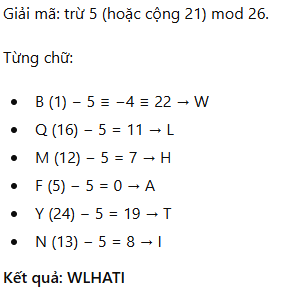 Giải mã: trừ 5 (hoặc cộng 21) mod 26.
Từng chữ:
• B (1) − 5 ≡ −4 ≡ 22 → W
• Q (16) − 5 = 11 → L
• M (12) − 5 = 7 → H
• F (5) − 5 = 0 → A
• Y (24) − 5 = 19 → T
• N (13) − 5 = 8 → I
Kết quả: WLHATI